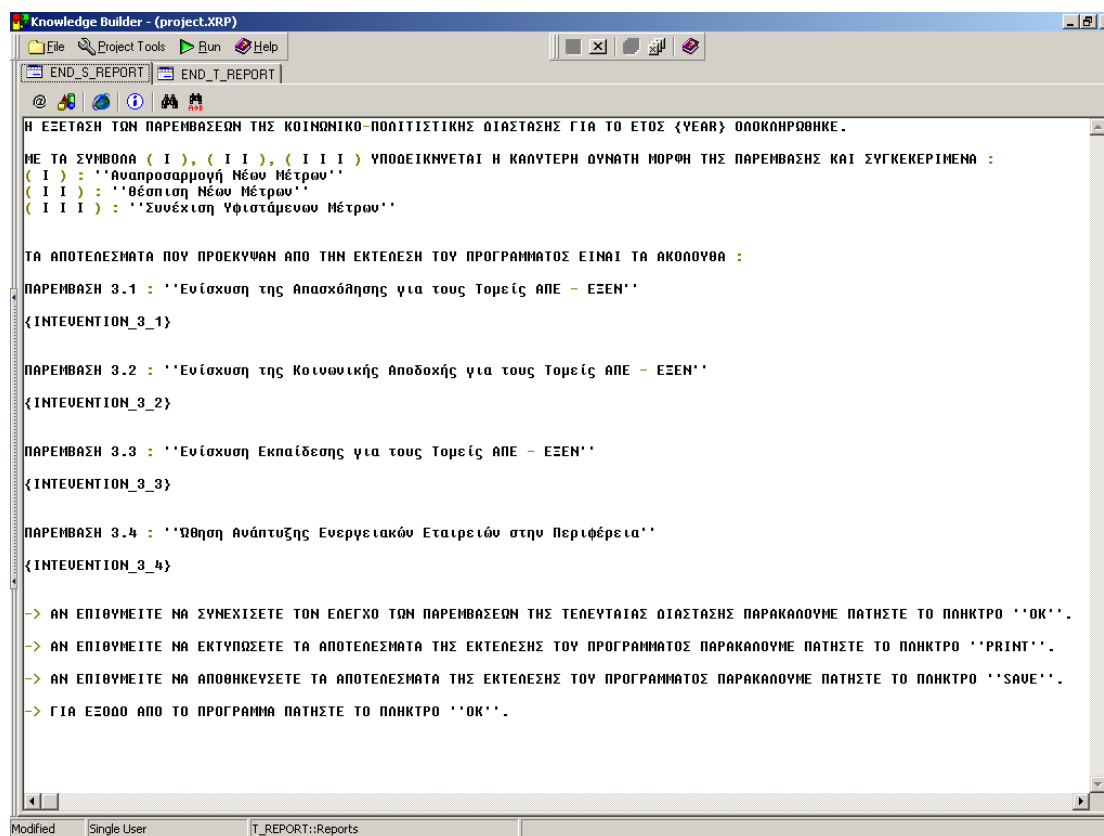 Knowledge Builder - (project.XRP)
File Project Tools Run Help
END_S_REPORT END_T_REPORT
Η ΕΞΕΤΑΣΗ ΤΩΝ ΠΑΡΕΜΒΑΣΕΩΝ ΤΗΣ ΚΟΙΝΩΝΙΚΟ-ΠΟΛΙΤΙΣΤΙΚΗΣ ΔΙΑΣΤΑΣΗΣ ΓΙΑ ΤΟ ΕΤΟΣ {YEAR} ΟΛΟΚΛΗΡΩΘΗΚΕ.
ΜΕ ΤΑ ΣΥΜΒΟΛΑ ( I ), ( I I ), ( I I I ) ΥΠΟΔΕΙΚΝΥΕΤΑΙ Η ΚΑΛΥΤΕΡΗ ΔΥΝΑΤΗ ΜΟΡΦΗ ΤΗΣ ΠΑΡΕΜΒΑΣΗΣ ΚΑΙ ΣΥΓΚΕΚΕΡΙΜΕΝΑ :
( I ) : ''Αναπροσαρμογή Νέων Μέτρων''
( I I ) : ''Θέσπιση Νέων Μέτρων''
( I I I ) : ''Συνέχιση Υφιστάμενων Μέτρων''
ΤΑ ΑΠΟΤΕΛΕΣΜΑΤΑ ΠΟΥ ΠΡΟΕΚΥΨΑΝ ΑΠΟ ΤΗΝ ΕΚΤΕΛΕΣΗ ΤΟΥ ΠΡΟΓΡΑΜΜΑΤΟΣ ΕΙΝΑΙ ΤΑ ΑΚΟΛΟΥΘΑ :
ΠΑΡΕΜΒΑΣΗ 3.1 : ''Ενίσχυση της Απασχόλησης για τους Τομείς ΑΠΕ - ΕΞΕΝ''
{INTEVENTION_3_1}
ΠΑΡΕΜΒΑΣΗ 3.2 : ''Ενίσχυση της Κοινωνικής Αποδοχής για τους Τομείς ΑΠΕ - ΕΞΕΝ''
{INTEVENTION_3_2}
ΠΑΡΕΜΒΑΣΗ 3.3 : ''Ενίσχυση Εκπαίδεσης για τους Τομείς ΑΠΕ - ΕΞΕΝ''
{INTEVENTION_3_3}
ΠΑΡΕΜΒΑΣΗ 3.4 : ''Ώθηση Ανάπτυξης Ενεργειακών Εταιρειών στην Περιφέρεια''
{INTEVENTION_3_4}
-> ΑΝ ΕΠΙΘΥΜΕΙΤΕ ΝΑ ΣΥΝΕΧΙΣΕΤΕ ΤΟΝ ΕΛΕΓΧΟ ΤΩΝ ΠΑΡΕΜΒΑΣΕΩΝ ΤΗΣ ΤΕΛΕΥΤΑΙΑΣ ΔΙΑΣΤΑΣΗΣ ΠΑΡΑΚΑΛΟΥΜΕ ΠΑΤΗΣΤΕ ΤΟ ΠΛΗΚΤΡΟ ''OK''.
-> ΑΝ ΕΠΙΘΥΜΕΙΤΕ ΝΑ ΕΚΤΥΠΩΣΕΤΕ ΤΑ ΑΠΟΤΕΛΕΣΜΑΤΑ ΤΗΣ ΕΚΤΕΛΕΣΗΣ ΤΟΥ ΠΡΟΓΡΑΜΜΑΤΟΣ ΠΑΡΑΚΑΛΟΥΜΕ ΠΑΤΗΣΤΕ ΤΟ ΠΛΗΚΤΡΟ ''PRINT''.
-> ΑΝ ΕΠΙΘΥΜΕΙΤΕ ΝΑ ΑΠΟΘΗΚΕΥΣΕΤΕ ΤΑ ΑΠΟΤΕΛΕΣΜΑΤΑ ΤΗΣ ΕΚΤΕΛΕΣΗΣ ΤΟΥ ΠΡΟΓΡΑΜΜΑΤΟΣ ΠΑΡΑΚΑΛΟΥΜΕ ΠΑΤΗΣΤΕ ΤΟ ΠΛΗΚΤΡΟ ''SAVE''.
-> ΓΙΑ ΕΞΟΔΟ ΑΠΟ ΤΟ ΠΡΟΓΡΑΜΜΑ ΠΑΤΗΣΤΕ ΤΟ ΠΛΗΚΤΡΟ ''OK''.
Modified Single User T_REPORT::Reports